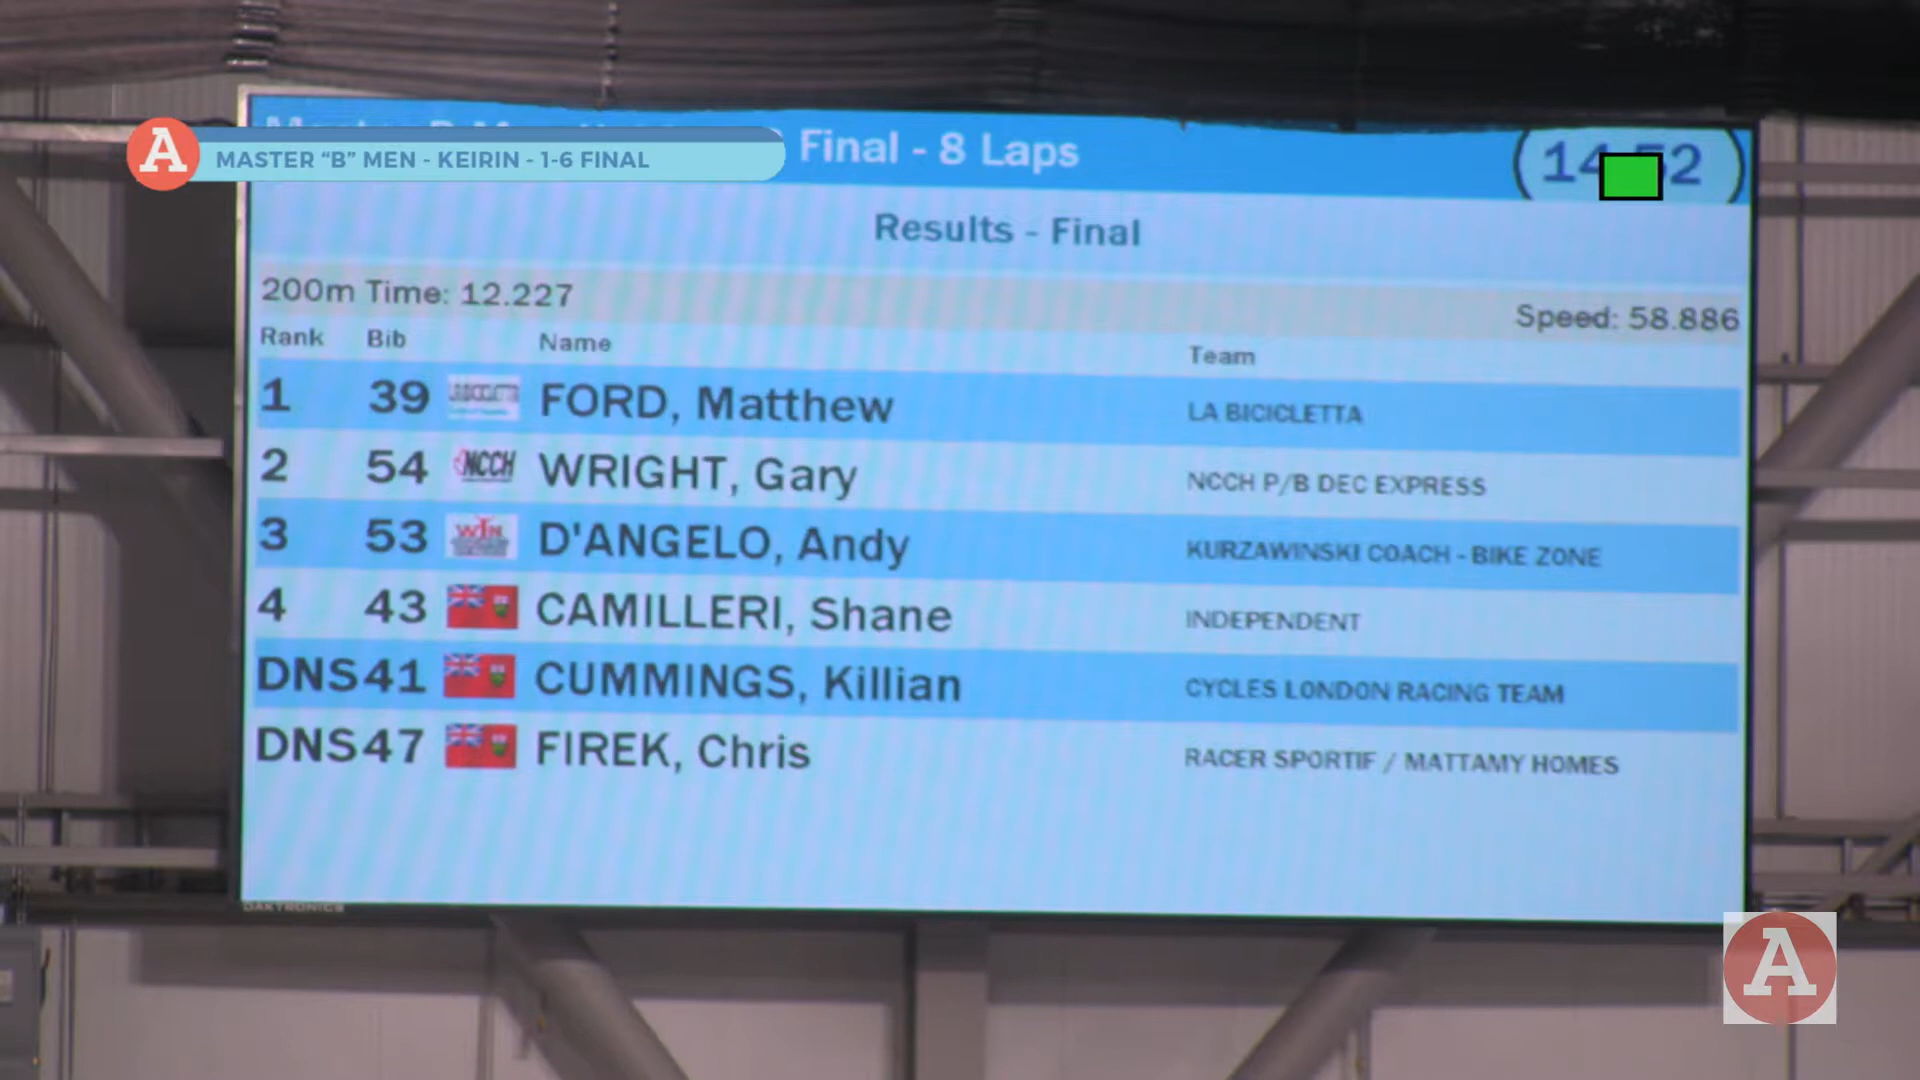 Final - 8 Laps
A MASTER “B” MEN - KEIRIN - 1-6 FINAL
Results - Final
200m Time: 12.227
Speed: 58.886
Rank Bib Name Team
1 39 FORD, Matthew LA BICICLETTA
2 54 NCCH WRIGHT, Gary NCCH P/B DEC EXPRESS
3 53 D'ANGELO, Andy KURZAWINSKI COACH - BIKE ZONE
4 43 CAMILLERI, Shane INDEPENDENT
DNS 41 CUMMINGS, Killian CYCLES LONDON RACING TEAM
DNS 47 FIREK, Chris RACER SPORTIF / MATTAMY HOMES
DAKTRONICS
A